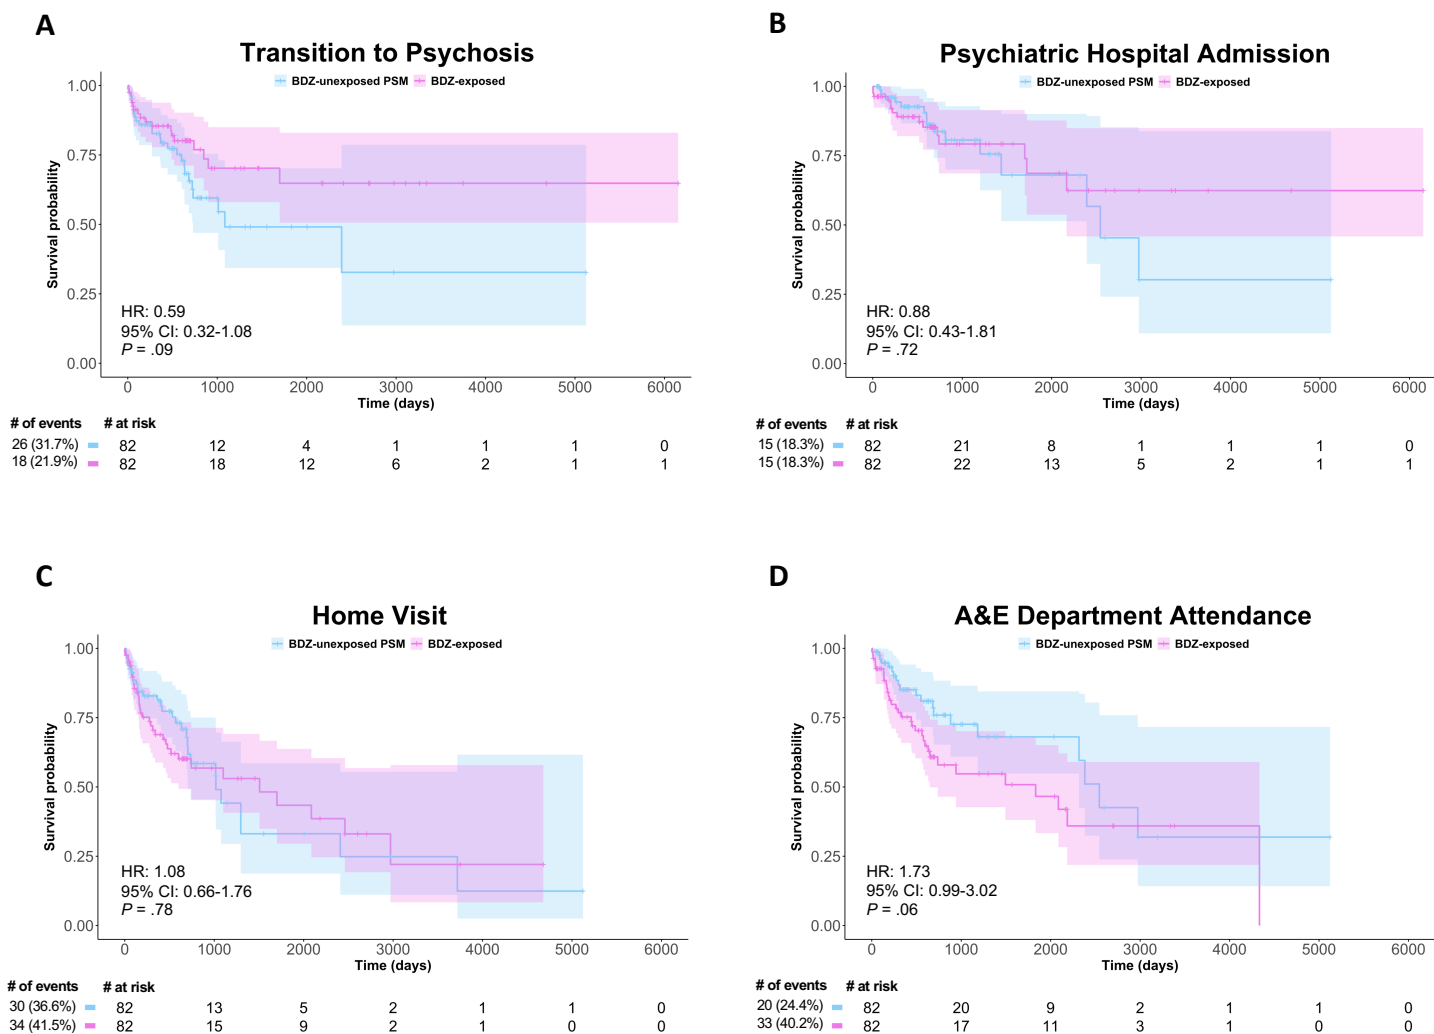 A
Transition to Psychosis
BDZ-unexposed PSM BDZ-exposed
Survival probability
1.00
0.75
0.50
0.25
0.00
HR: 0.59
95% CI: 0.32-1.08
P = .09
0 1000 2000 3000 4000 5000 6000
Time (days)
# of events # at risk
26 (31.7%) 82 12 4 1 1 1 0
18 (21.9%) 82 18 12 6 2 1 1
B
Psychiatric Hospital Admission
BDZ-unexposed PSM BDZ-exposed
Survival probability
1.00
0.75
0.50
0.25
0.00
HR: 0.88
95% CI: 0.43-1.81
P = .72
0 1000 2000 3000 4000 5000 6000
Time (days)
# of events # at risk
15 (18.3%) 82 21 8 1 1 1 0
15 (18.3%) 82 22 13 5 2 1 1
C
Home Visit
BDZ-unexposed PSM BDZ-exposed
Survival probability
1.00
0.75
0.50
0.25
0.00
HR: 1.08
95% CI: 0.66-1.76
P = .78
0 1000 2000 3000 4000 5000 6000
Time (days)
# of events # at risk
30 (36.6%) 82 13 5 2 1 1 0
34 (41.5%) 82 15 9 2 1 0 0
D
A&E Department Attendance
BDZ-unexposed PSM BDZ-exposed
Survival probability
1.00
0.75
0.50
0.25
0.00
HR: 1.73
95% CI: 0.99-3.02
P = .06
0 1000 2000 3000 4000 5000 6000
Time (days)
# of events # at risk
20 (24.4%) 82 20 9 2 1 1 0
33 (40.2%) 82 17 11 3 1 0 0